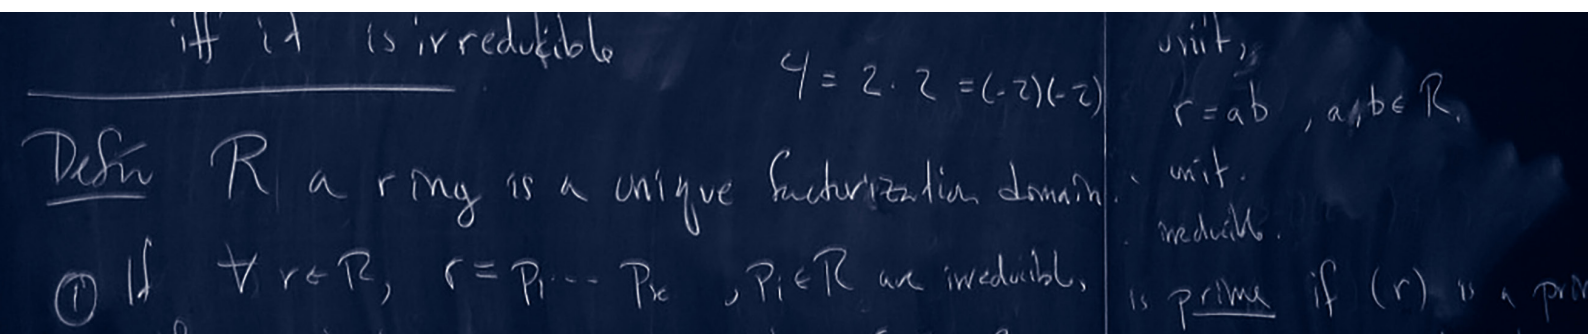 iff it is irreducible
4 = 2 · 2 = (-2)(-2)
Defn R a ring is a unique factorization domain.
① If ∀ r ∈ R, r = p₁ ... pₖ , pᵢ ∈ R are irreducible,
unit,
r = ab , a, b ∈ R.
unit.
irreducible.
is prime if (r) is a pri